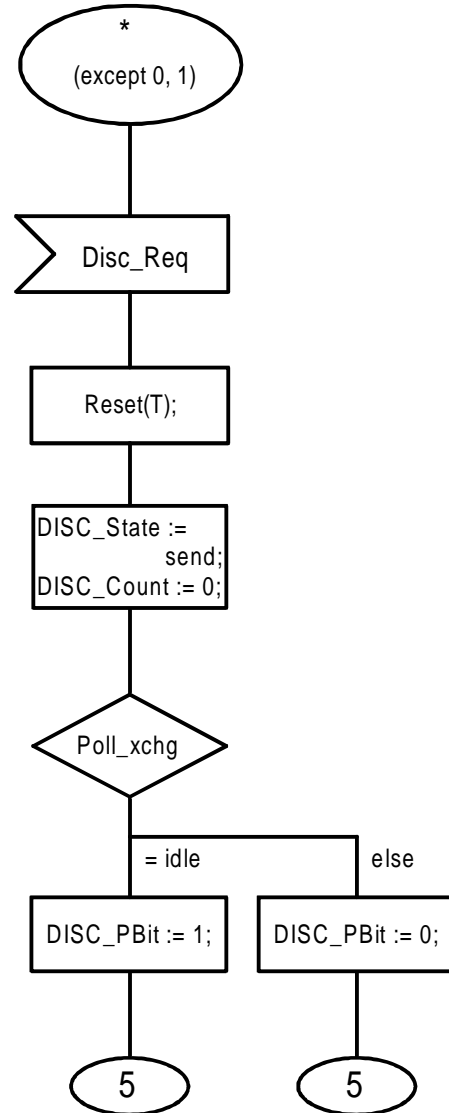 *
(except 0, 1)
Disc_Req
Reset(T);
DISC_State :=
send;
DISC_Count := 0;
Poll_xchg
= idle
else
DISC_PBit := 1;
DISC_PBit := 0;
5
5